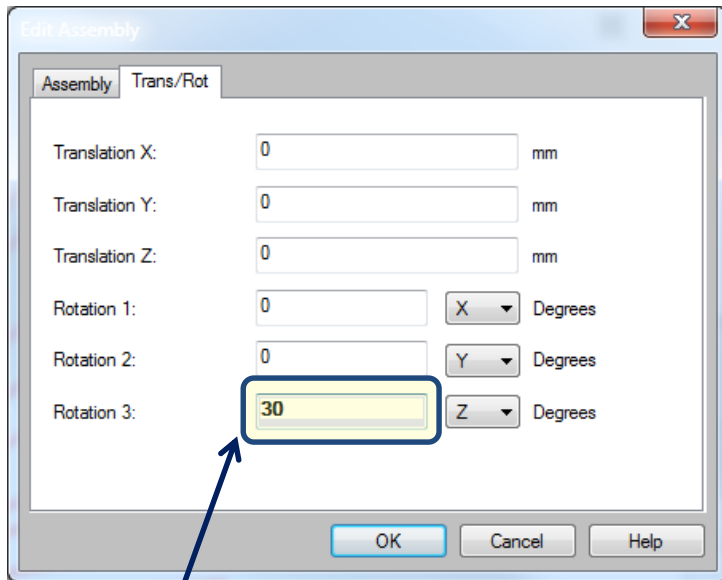 Edit Assembly
Assembly Trans/Rot
Translation X: 0 mm
Translation Y: 0 mm
Translation Z: 0 mm
Rotation 1: 0 X Degrees
Rotation 2: 0 Y Degrees
Rotation 3: 30 Z Degrees
OK Cancel Help